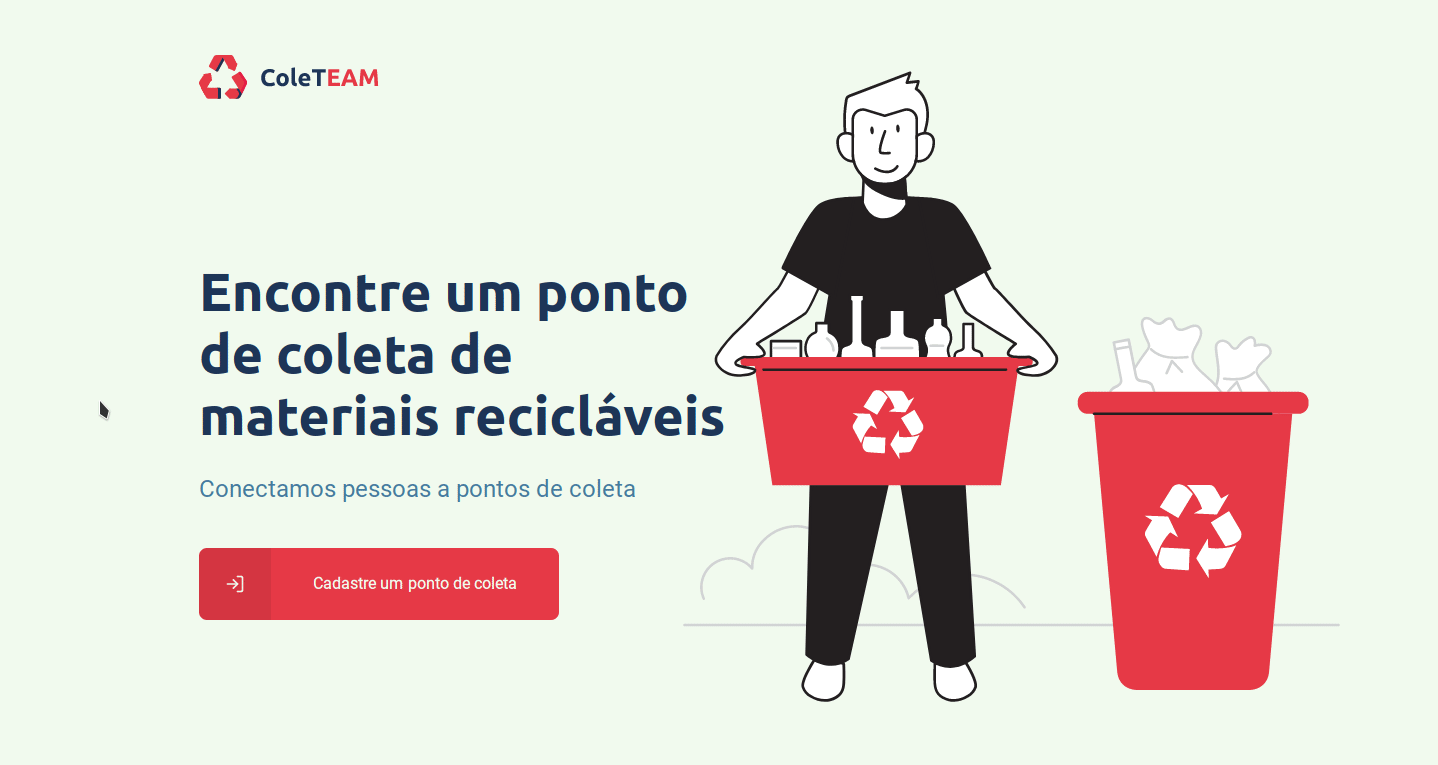 ColeTEAM
Encontre um ponto
de coleta de
materiais recicláveis
Conectamos pessoas a pontos de coleta
Cadastre um ponto de coleta